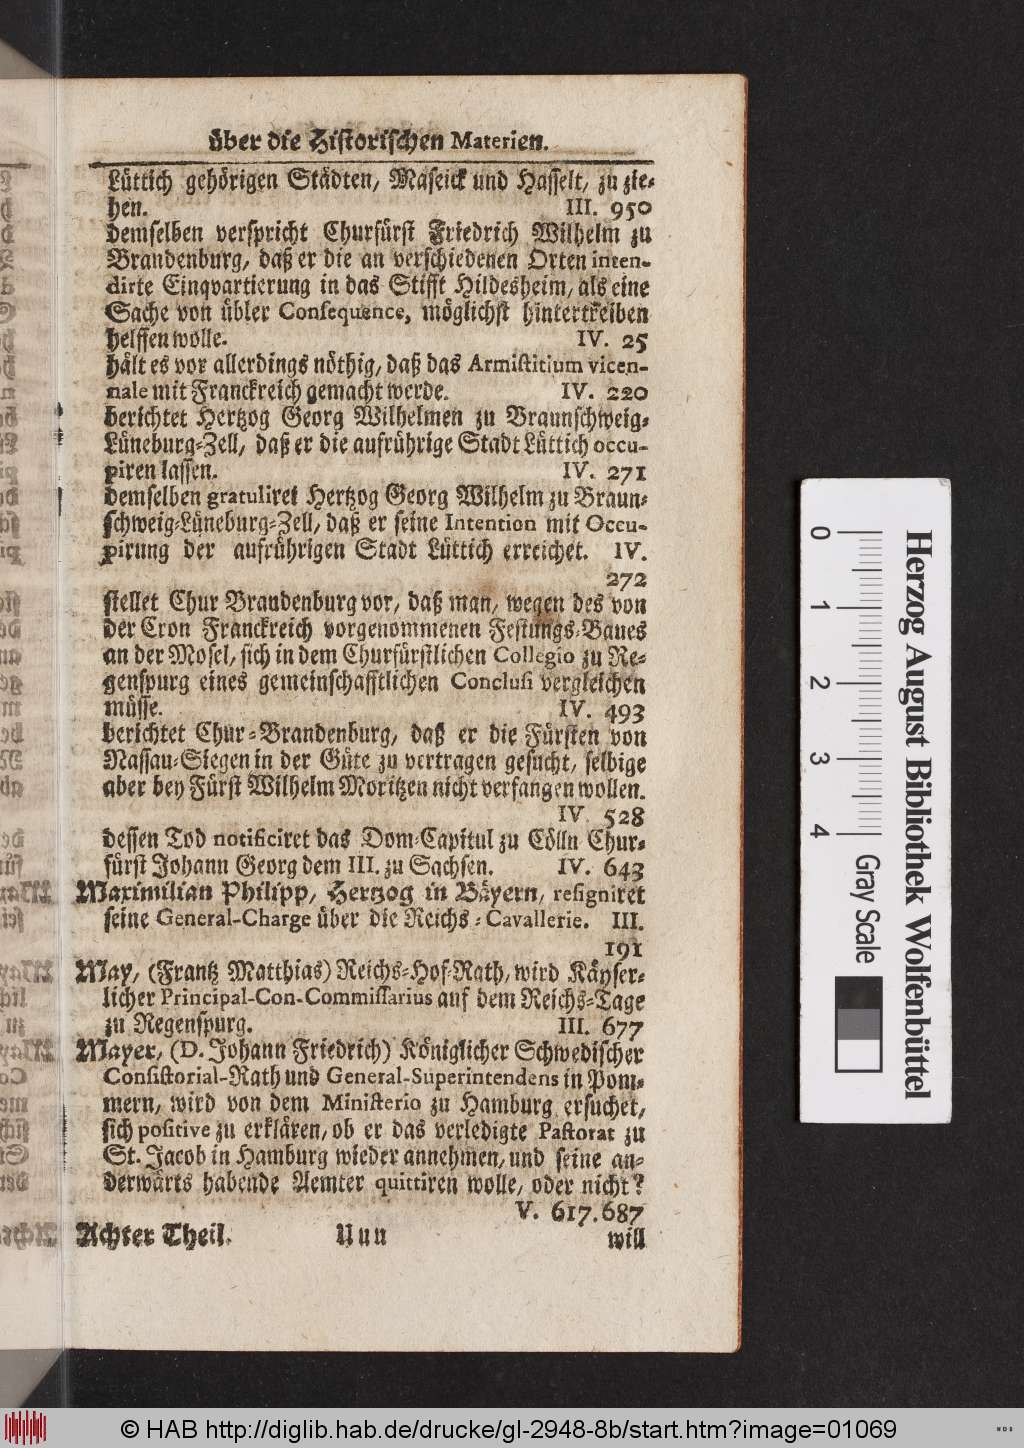 über die Historischen Materien.
Lüttich gehörigen Städten, Maseick und Hasselt, zu zie-
hen. III. 950
demselben verspricht Churfürst Friedrich Wilhelm zu
Brandenburg, daß er die an verschiedenen Orten inten-
dirte Einqvartierung in das Stifft Hildesheim, als eine
Sache von übler Consequence, möglichst hintertreiben
helffen wolle. IV. 25
hält es vor allerdings nöthig, daß das Armistitium vicen-
nale mit Franckreich gemacht werde. IV. 220
berichtet Hertzog Georg Wilhelmen zu Braunschweig-
Lüneburg-Zell, daß er die aufrührige Stadt Lüttich occu-
piren lassen. IV. 271
demselben gratuliret Hertzog Georg Wilhelm zu Braun-
schweig-Lüneburg-Zell, daß er seine Intention mit Occu-
pirung der aufrührigen Stadt Lüttich erreichet. IV.
272
stellet Chur Brandenburg vor, daß man, wegen des von
der Cron Franckreich vorgenommenen Festungs-Baues
an der Mosel, sich in dem Churfürstlichen Collegio zu Re-
genspurg eines gemeinschafftlichen Conclusi vergleichen
müsse. IV. 493
berichtet Chur-Brandenburg, daß er die Fürsten von
Nassau-Siegen in der Güte zu vertragen gesucht, selbige
aber bey Fürst Wilhelm Moritzen nicht verfangen wollen.
IV. 528
dessen Tod notificiret das Dom-Capitul zu Cölln Chur-
fürst Johann Georg dem III. zu Sachsen. IV. 643
Maximilian Philipp, Hertzog in Bäyern, resigniret
seine General-Charge über die Reichs-Cavallerie. III.
191
May, (Frantz Matthias) Reichs-Hof-Rath, wird Käyser-
licher Principal-Con-Commissarius auf dem Reichs-Tage
zu Regenspurg. III. 677
Mayer, (D. Johann Friedrich) Königlicher Schwedischer
Consistorial-Rath und General-Superintendens in Pom-
mern, wird von dem Ministerio zu Hamburg ersuchet,
sich positive zu erklären, ob er das verledigte Pastorat zu
St. Jacob in Hamburg wieder annehmen, und seine an-
derwärts habende Aemter quittiren wolle, oder nicht?
V. 617.687
Achter Theil. Nnn will
0 1 2 3 4
Gray Scale
Herzog August Bibliothek Wolfenbüttel
© HAB http://diglib.hab.de/drucke/gl-2948-8b/start.htm?image=01069